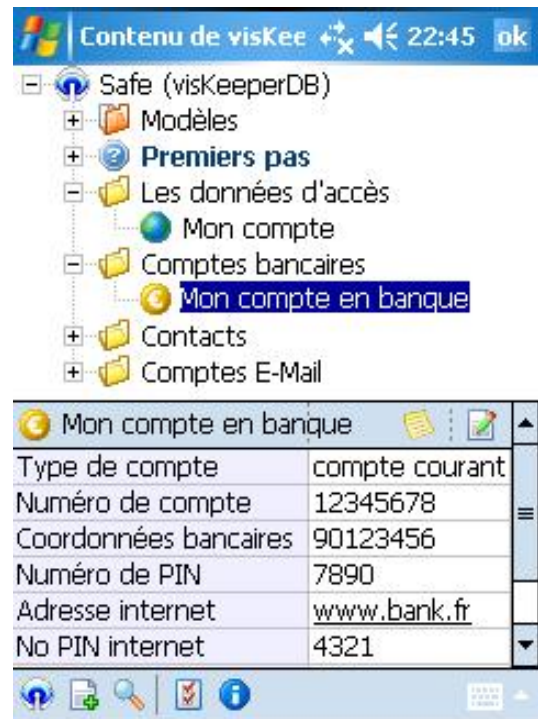 Contenu de visKee 22:45 ok
Safe (visKeeperDB)
Modèles
Premiers pas
Les données d'accès
Mon compte
Comptes bancaires
Mon compte en banque
Contacts
Comptes E-Mail
Mon compte en banque
Type de compte compte courant
Numéro de compte 12345678
Coordonnées bancaires 90123456
Numéro de PIN 7890
Adresse internet www.bank.fr
No PIN internet 4321